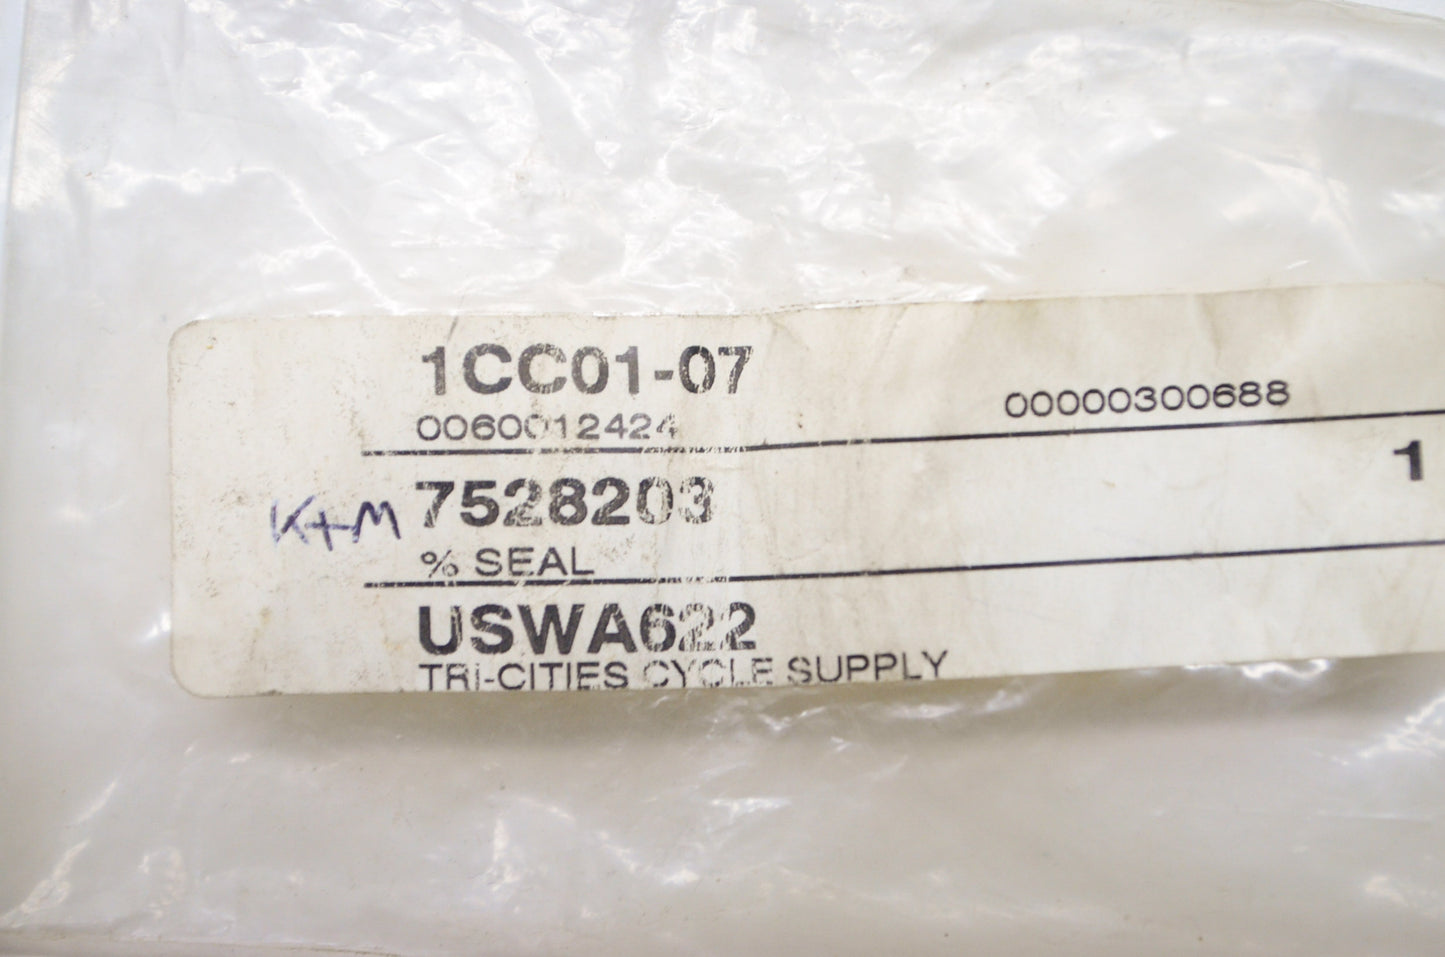 1CC01-07
0060012424 00000300688
KTM 7528203 1
% SEAL
USWA622
TRI-CITIES CYCLE SUPPLY